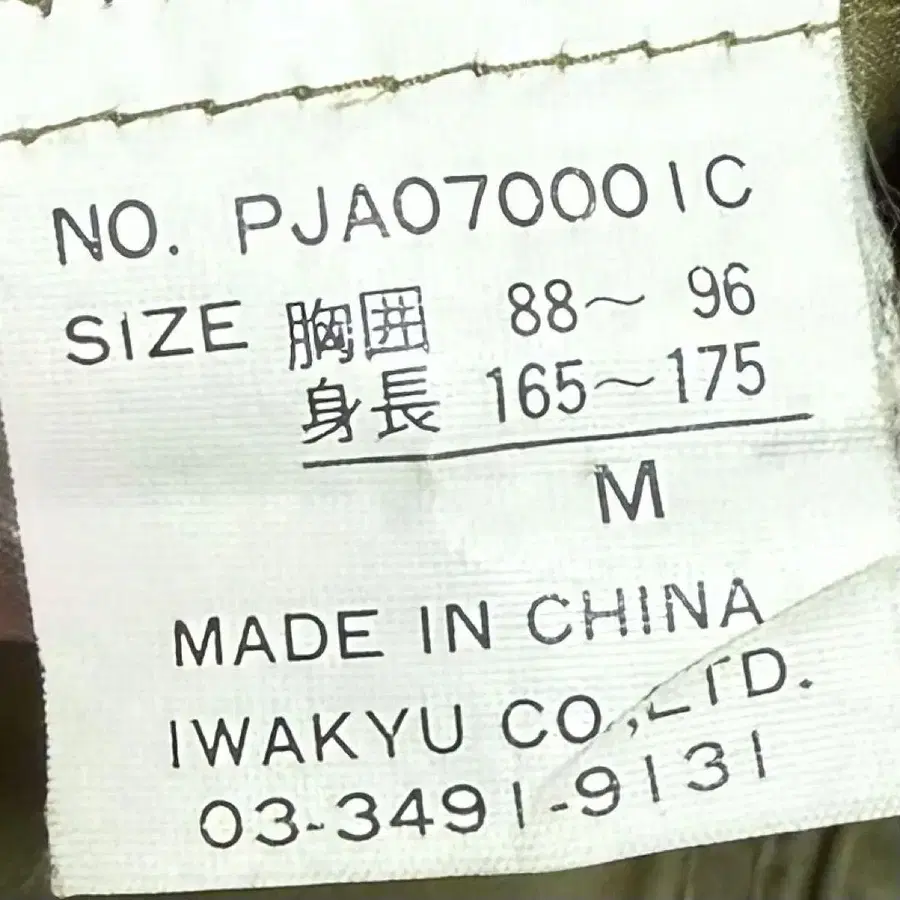 NO. PJA070001C
SIZE 胸囲 88～ 96
身長 165～175
M
MADE IN CHINA
IWAKYU CO.,LTD.
03-3491-9131